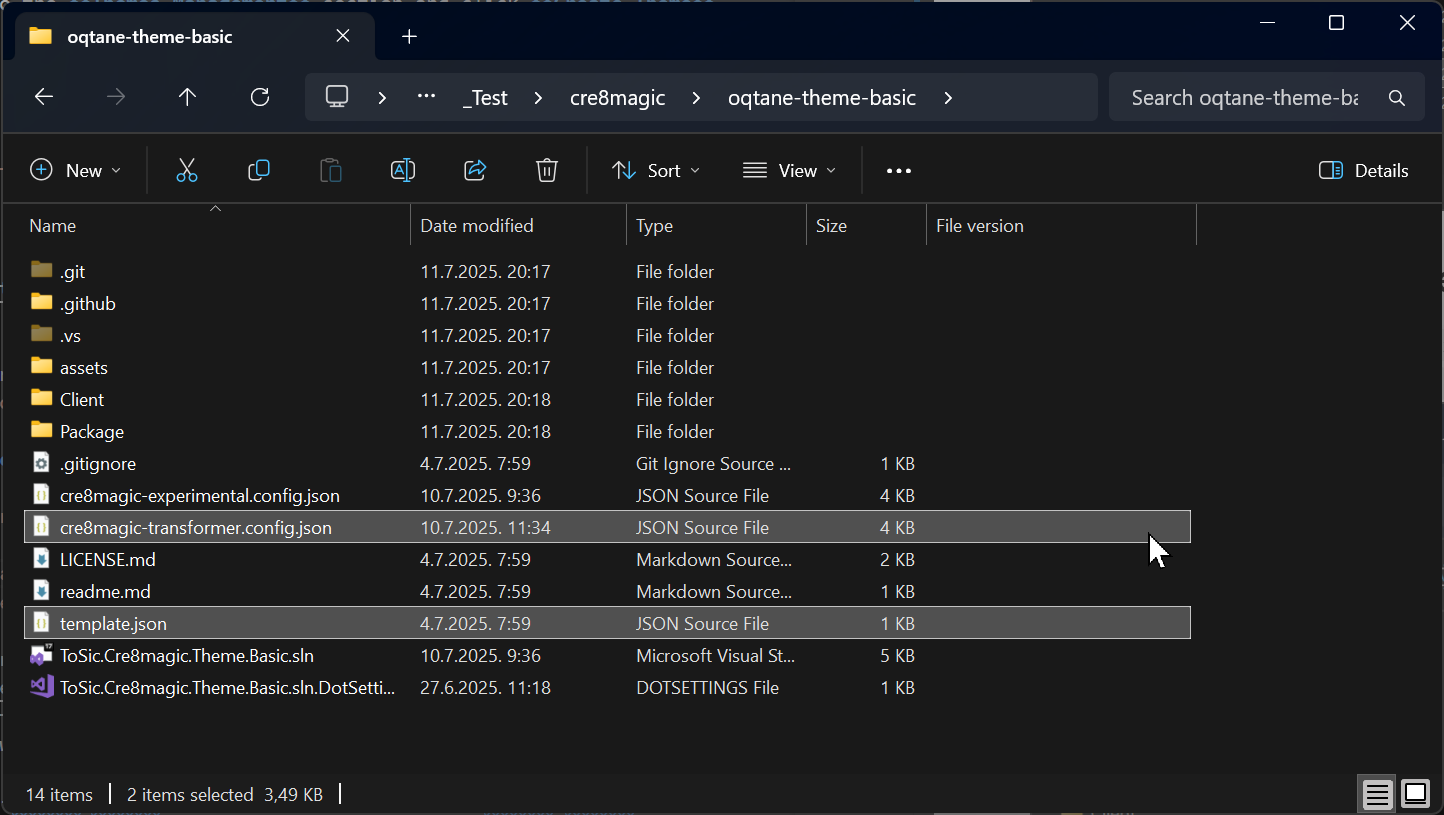 oqtane-theme-basic
_Test > cre8magic > oqtane-theme-basic >
Search oqtane-theme-ba
New
Sort
View
Details
Name Date modified Type Size File version
.git 11.7.2025. 20:17 File folder
.github 11.7.2025. 20:17 File folder
.vs 11.7.2025. 20:17 File folder
assets 11.7.2025. 20:17 File folder
Client 11.7.2025. 20:18 File folder
Package 11.7.2025. 20:18 File folder
.gitignore 4.7.2025. 7:59 Git Ignore Source ... 1 KB
cre8magic-experimental.config.json 10.7.2025. 9:36 JSON Source File 4 KB
cre8magic-transformer.config.json 10.7.2025. 11:34 JSON Source File 4 KB
LICENSE.md 4.7.2025. 7:59 Markdown Source... 2 KB
readme.md 4.7.2025. 7:59 Markdown Source... 1 KB
template.json 4.7.2025. 7:59 JSON Source File 1 KB
ToSic.Cre8magic.Theme.Basic.sln 10.7.2025. 9:36 Microsoft Visual St... 5 KB
ToSic.Cre8magic.Theme.Basic.sln.DotSetti... 27.6.2025. 11:18 DOTSETTINGS File 1 KB
14 items 2 items selected 3,49 KB